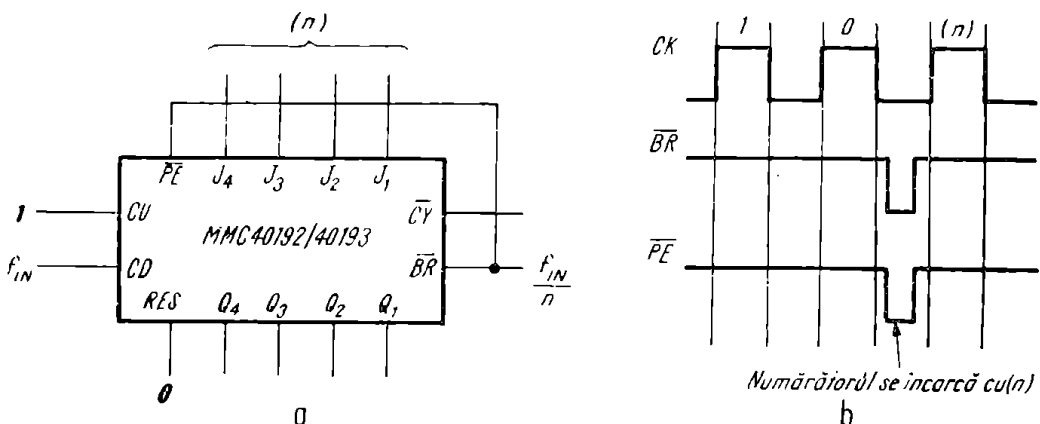 (n)
PE J4 J3 J2 J1
1 CU CY
MMC40192/40193
fIN CD BR fIN/n
RES Q4 Q3 Q2 Q1
0
a
1 0 (n)
CK
BR
PE
Numărătorul se încarcă cu(n)
b